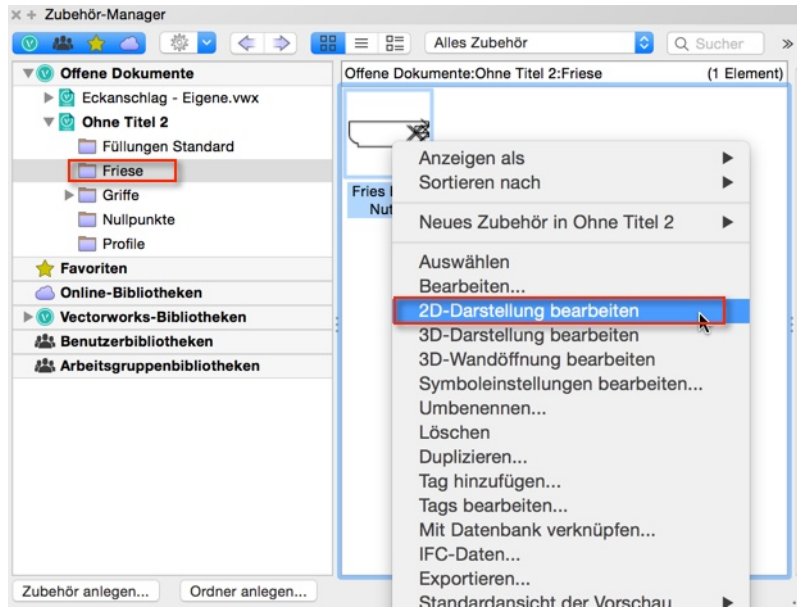 Zubehör-Manager
Alles Zubehör
Sucher
Offene Dokumente
Eckanschlag - Eigene.vwx
Ohne Titel 2
Füllungen Standard
Friese
Griffe
Nullpunkte
Profile
Favoriten
Online-Bibliotheken
Vectorworks-Bibliotheken
Benutzerbibliotheken
Arbeitsgruppenbibliotheken
Zubehör anlegen...
Ordner anlegen...
Offene Dokumente:Ohne Titel 2:Friese
(1 Element)
Fries
Nut
Anzeigen als
Sortieren nach
Neues Zubehör in Ohne Titel 2
Auswählen
Bearbeiten...
2D-Darstellung bearbeiten
3D-Darstellung bearbeiten
3D-Wandöffnung bearbeiten
Symboleinstellungen bearbeiten...
Umbenennen...
Löschen
Duplizieren...
Tag hinzufügen...
Tags bearbeiten...
Mit Datenbank verknüpfen...
IFC-Daten...
Exportieren...
Standardansicht der Vorschau